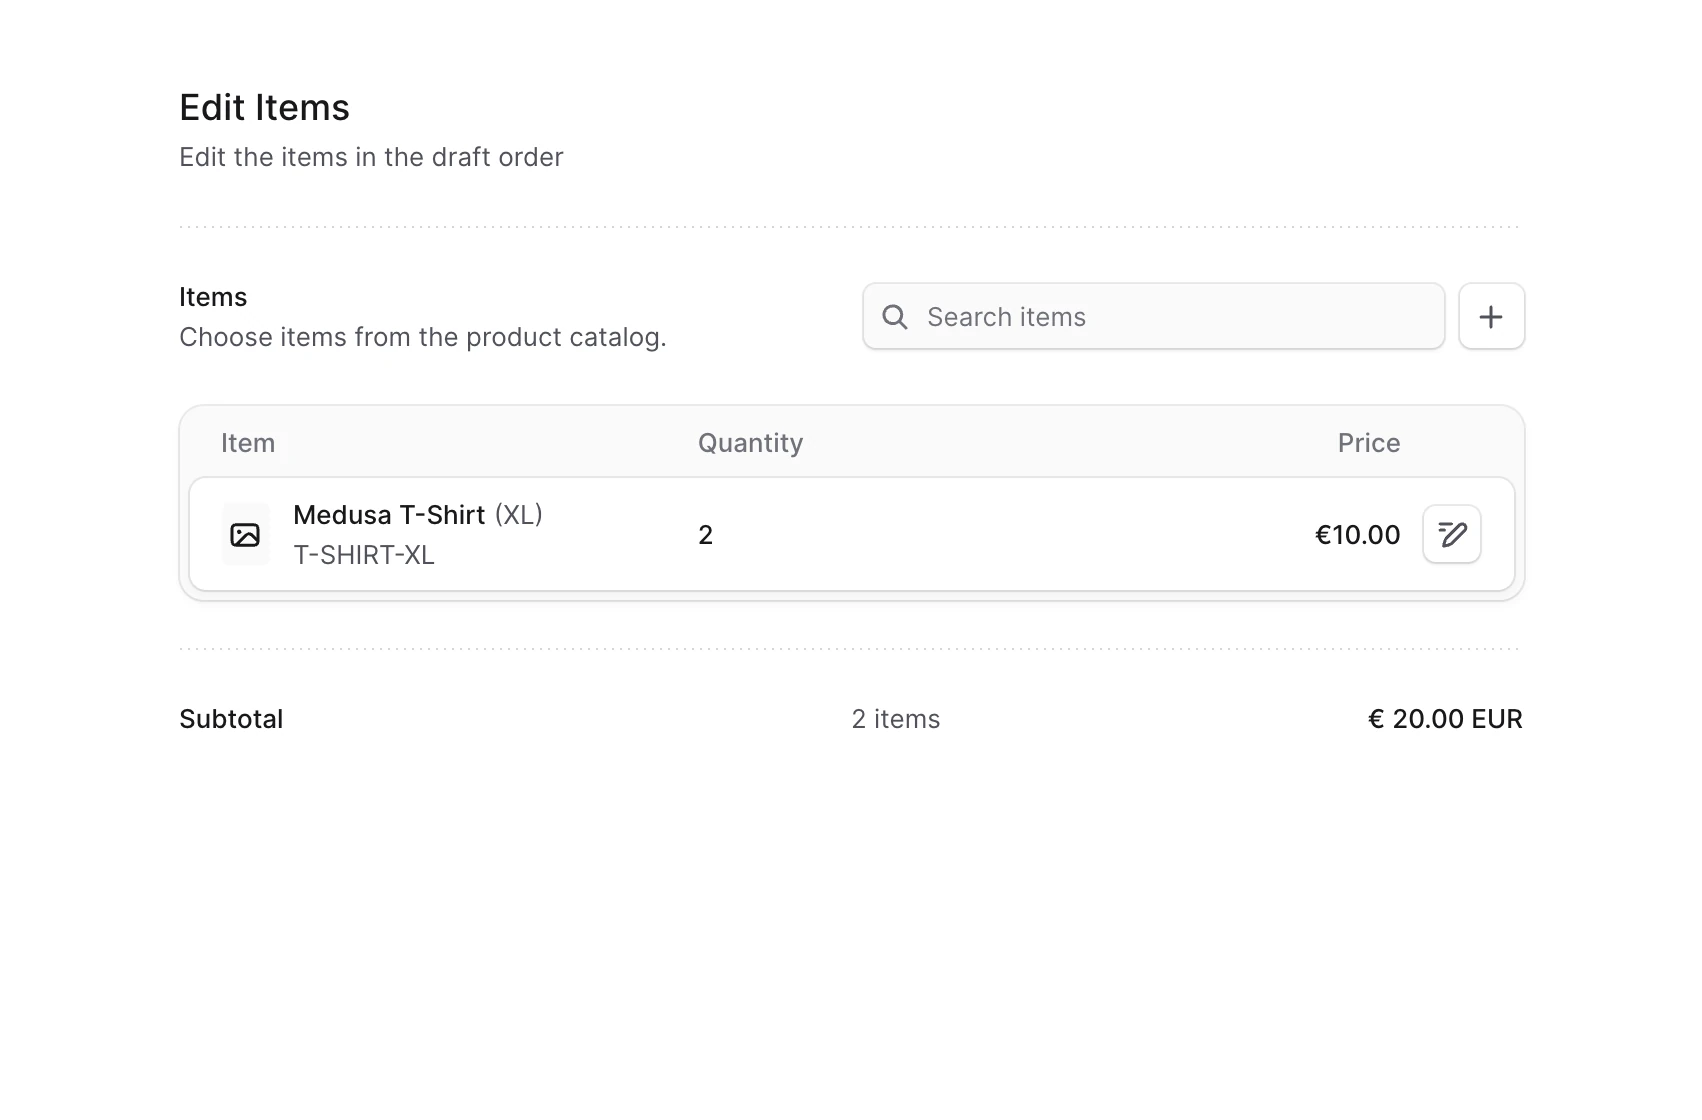 Edit Items
Edit the items in the draft order
Items
Choose items from the product catalog.
Search items
Item Quantity Price
Medusa T-Shirt (XL)
T-SHIRT-XL
2
€10.00
Subtotal 2 items € 20.00 EUR